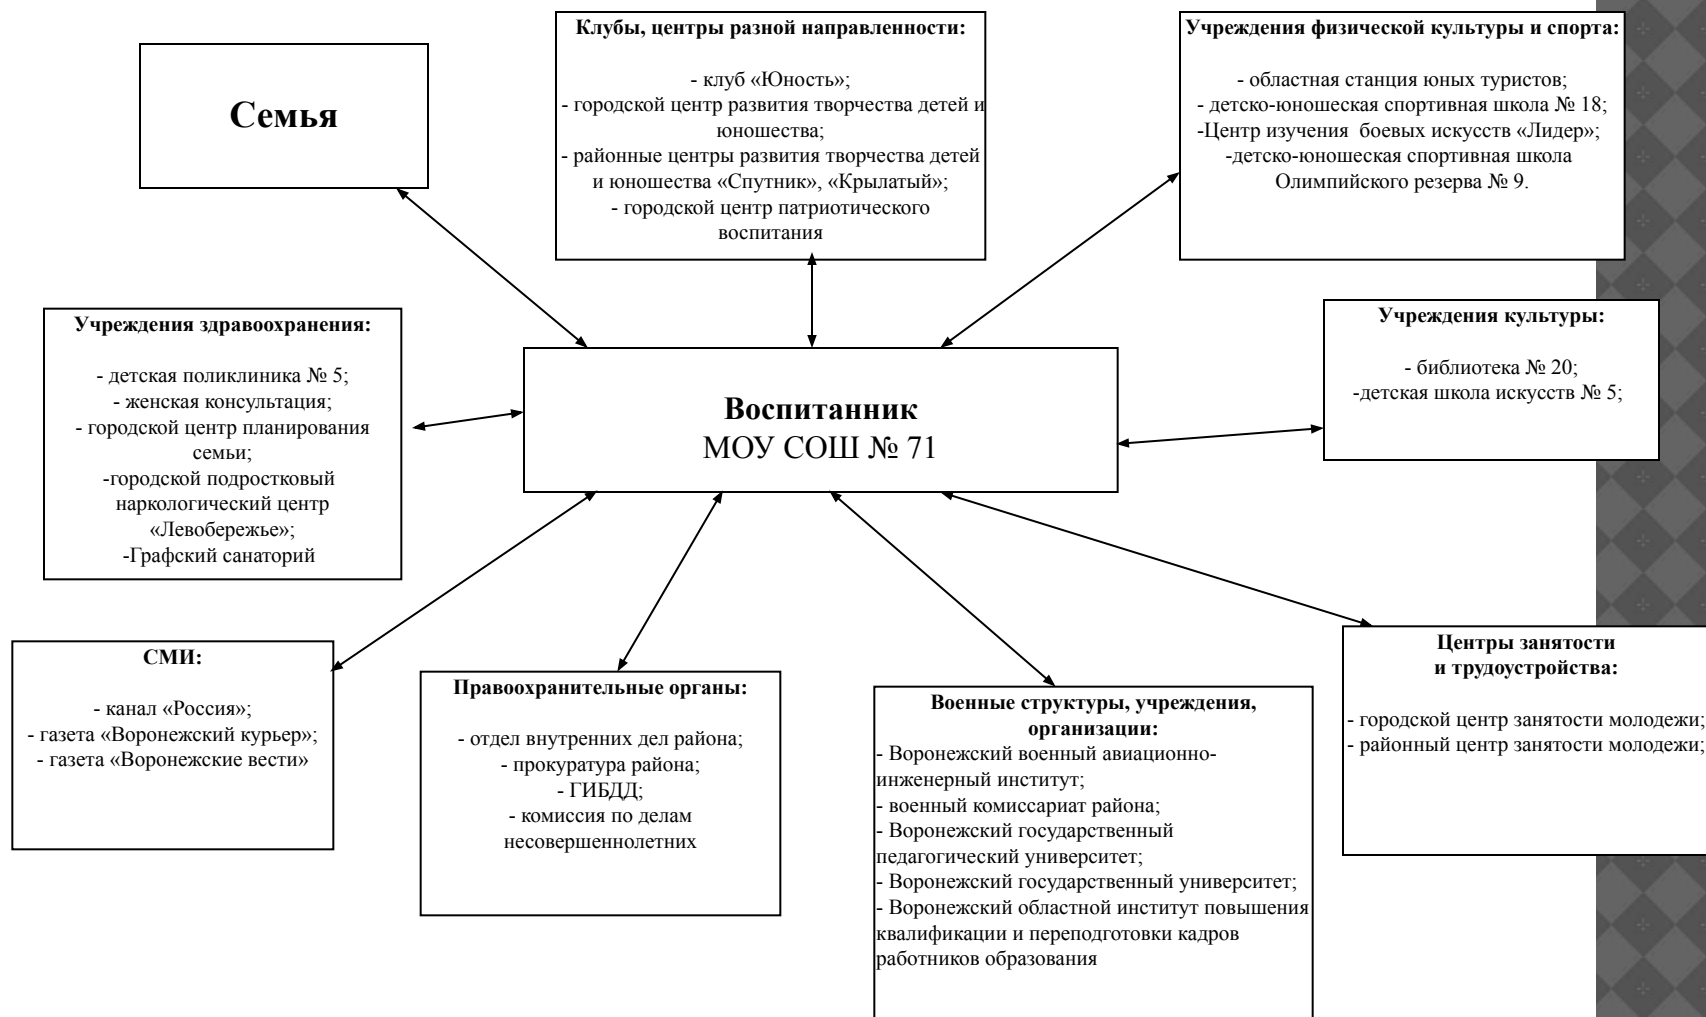 Семья
Клубы, центры разной направленности:
- клуб «Юность»;
- городской центр развития творчества детей и
юношества;
- районные центры развития творчества детей
и юношества «Спутник», «Крылатый»;
- городской центр патриотического
воспитания
Учреждения физической культуры и спорта:
- областная станция юных туристов;
- детско-юношеская спортивная школа № 18;
-Центр изучения боевых искусств «Лидер»;
-детско-юношеская спортивная школа
Олимпийского резерва № 9.
Учреждения здравоохранения:
- детская поликлиника № 5;
- женская консультация;
- городской центр планирования
семьи;
-городской подростковый
наркологический центр
«Левобережье»;
-Графский санаторий
Воспитанник
МОУ СОШ № 71
Учреждения культуры:
- библиотека № 20;
-детская школа искусств № 5;
СМИ:
- канал «Россия»;
- газета «Воронежский курьер»;
- газета «Воронежские вести»
Правоохранительные органы:
- отдел внутренних дел района;
- прокуратура района;
- ГИБДД;
- комиссия по делам
несовершеннолетних
Военные структуры, учреждения,
организации:
- Воронежский военный авиационно-
инженерный институт;
- военный комиссариат района;
- Воронежский государственный
педагогический университет;
- Воронежский государственный университет;
- Воронежский областной институт повышения
квалификации и переподготовки кадров
работников образования
Центры занятости
и трудоустройства:
- городской центр занятости молодежи;
- районный центр занятости молодежи;